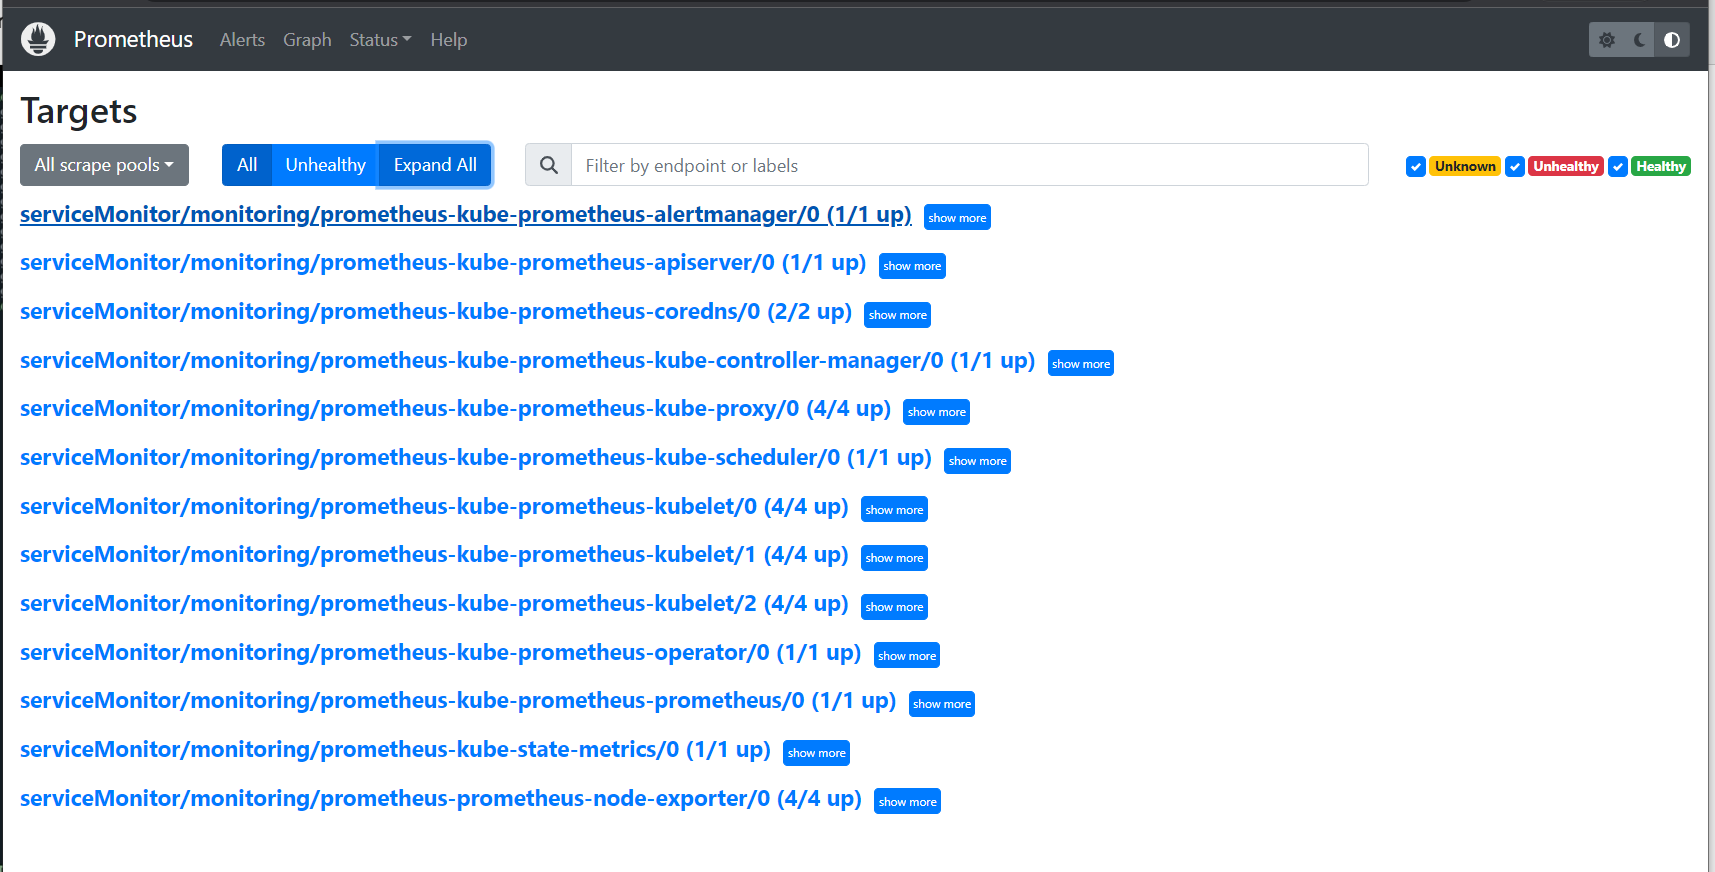 Prometheus Alerts Graph Status Help
Targets
All scrape pools All Unhealthy Expand All Filter by endpoint or labels Unknown Unhealthy Healthy
serviceMonitor/monitoring/prometheus-kube-prometheus-alertmanager/0 (1/1 up) show more
serviceMonitor/monitoring/prometheus-kube-prometheus-apiserver/0 (1/1 up) show more
serviceMonitor/monitoring/prometheus-kube-prometheus-coredns/0 (2/2 up) show more
serviceMonitor/monitoring/prometheus-kube-prometheus-kube-controller-manager/0 (1/1 up) show more
serviceMonitor/monitoring/prometheus-kube-prometheus-kube-proxy/0 (4/4 up) show more
serviceMonitor/monitoring/prometheus-kube-prometheus-kube-scheduler/0 (1/1 up) show more
serviceMonitor/monitoring/prometheus-kube-prometheus-kubelet/0 (4/4 up) show more
serviceMonitor/monitoring/prometheus-kube-prometheus-kubelet/1 (4/4 up) show more
serviceMonitor/monitoring/prometheus-kube-prometheus-kubelet/2 (4/4 up) show more
serviceMonitor/monitoring/prometheus-kube-prometheus-operator/0 (1/1 up) show more
serviceMonitor/monitoring/prometheus-kube-prometheus-prometheus/0 (1/1 up) show more
serviceMonitor/monitoring/prometheus-kube-state-metrics/0 (1/1 up) show more
serviceMonitor/monitoring/prometheus-prometheus-node-exporter/0 (4/4 up) show more